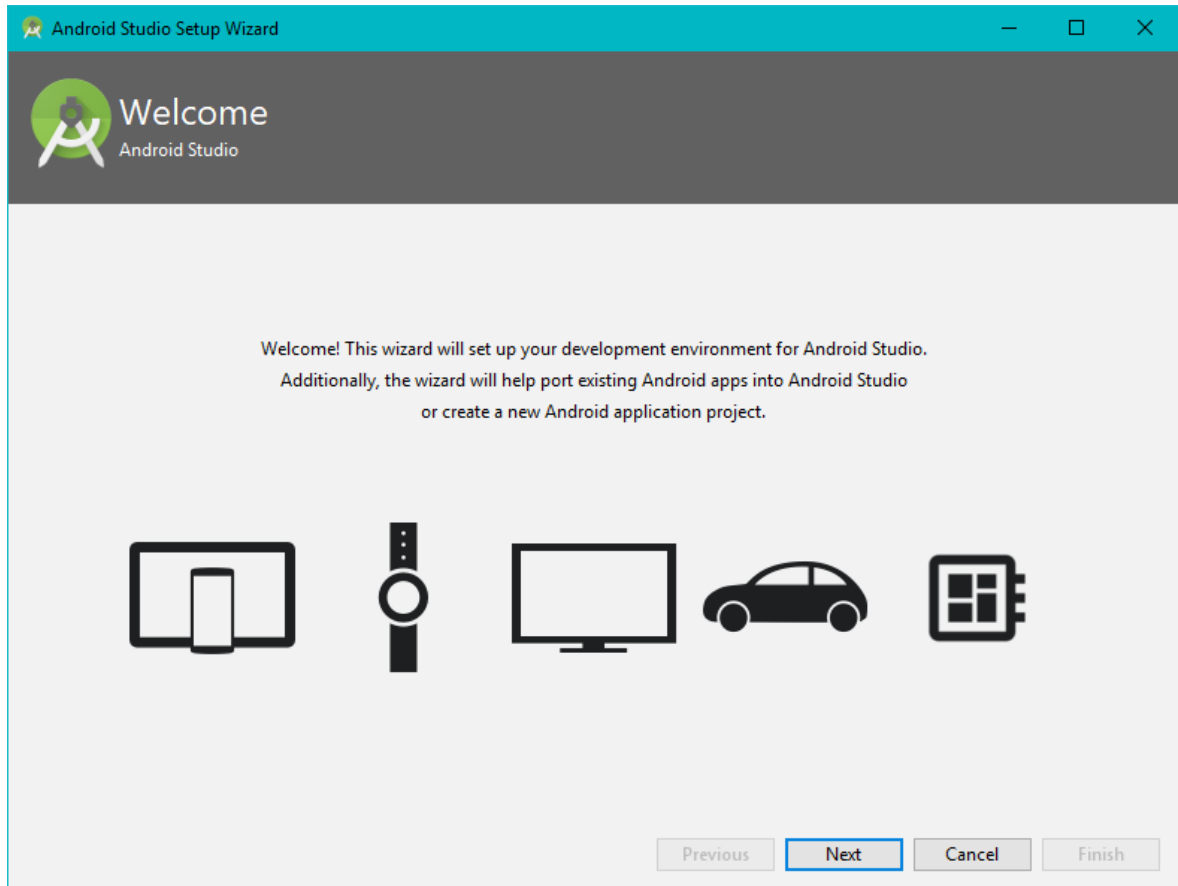 Android Studio Setup Wizard
Welcome
Android Studio
Welcome! This wizard will set up your development environment for Android Studio.
Additionally, the wizard will help port existing Android apps into Android Studio
or create a new Android application project.
Previous Next Cancel Finish